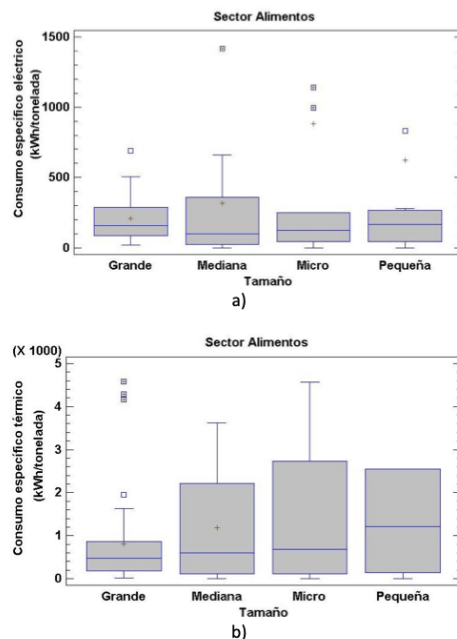 Sector Alimentos
Consumo específico eléctrico
(kWh/tonelada)
1500
1000
500
0
Grande Mediana Micro Pequeña
Tamaño
a)
Sector Alimentos
(X 1000)
Consumo específico térmico
(kWh/tonelada)
5
4
3
2
1
0
Grande Mediana Micro Pequeña
Tamaño
b)